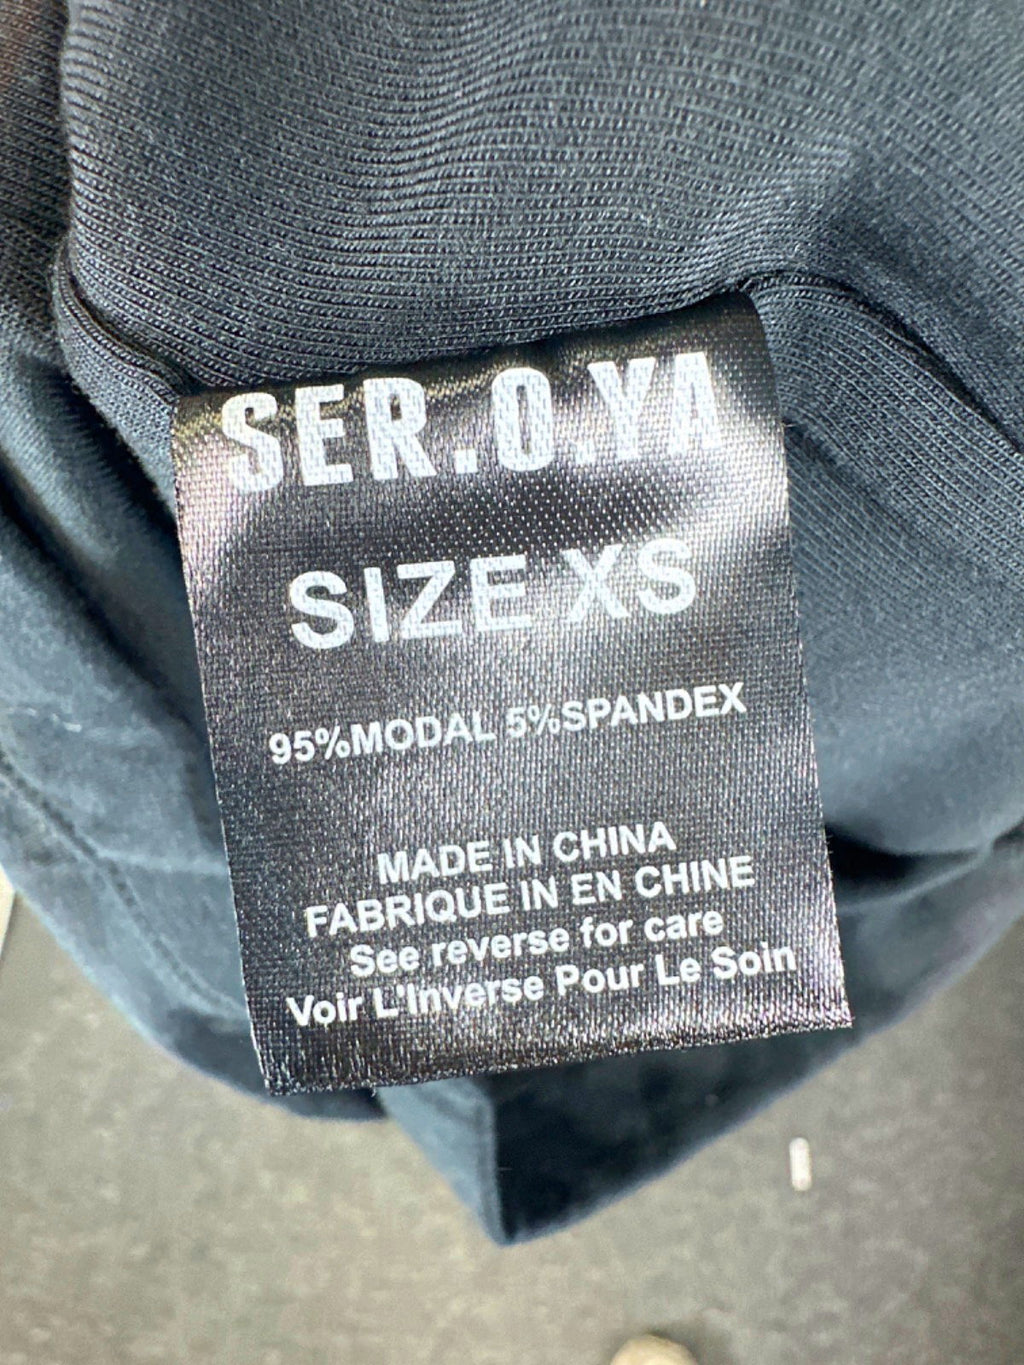 SER.O.YA
SIZE XS
95%MODAL 5%SPANDEX
MADE IN CHINA
FABRIQUE IN EN CHINE
See reverse for care
Voir L'Inverse Pour Le Soin